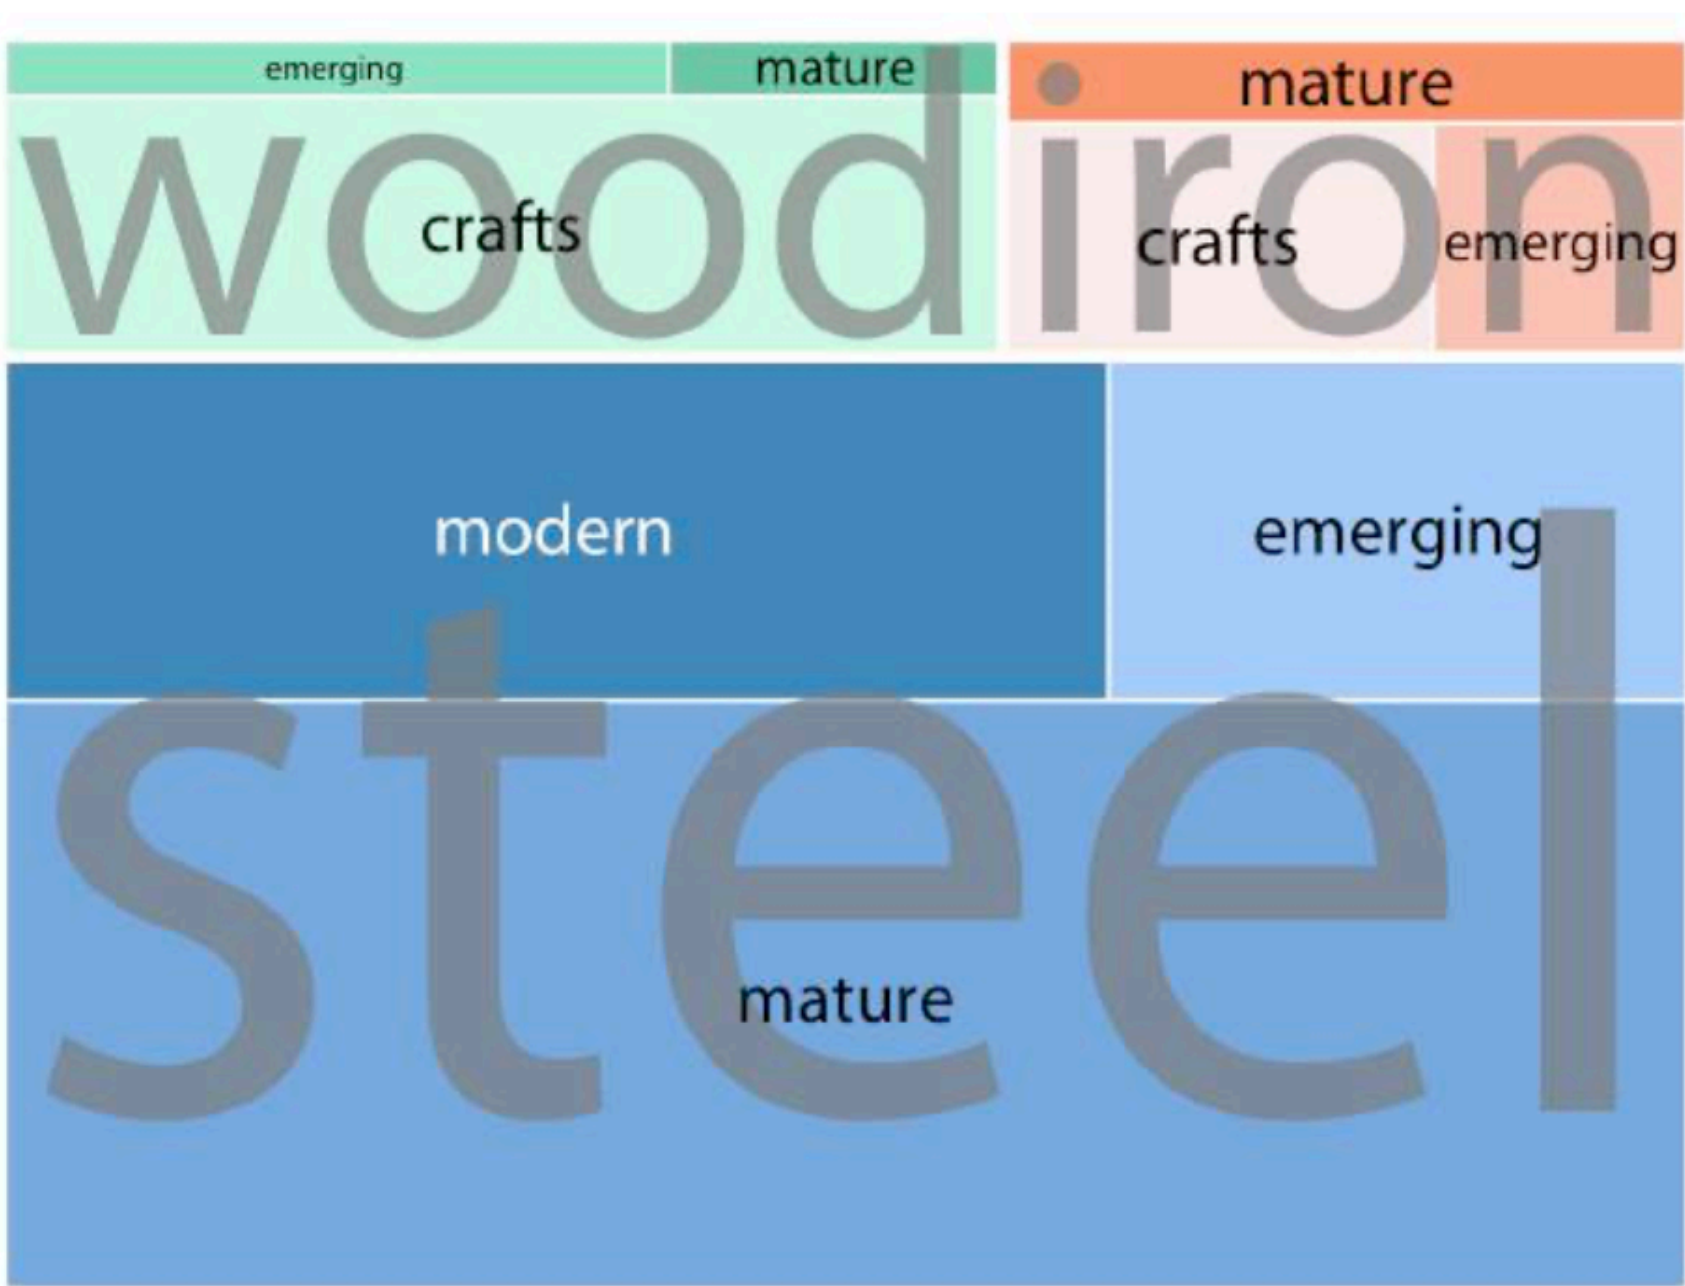 emerging
mature
wood
crafts
mature
iron
crafts
emerging
modern
emerging
steel
mature